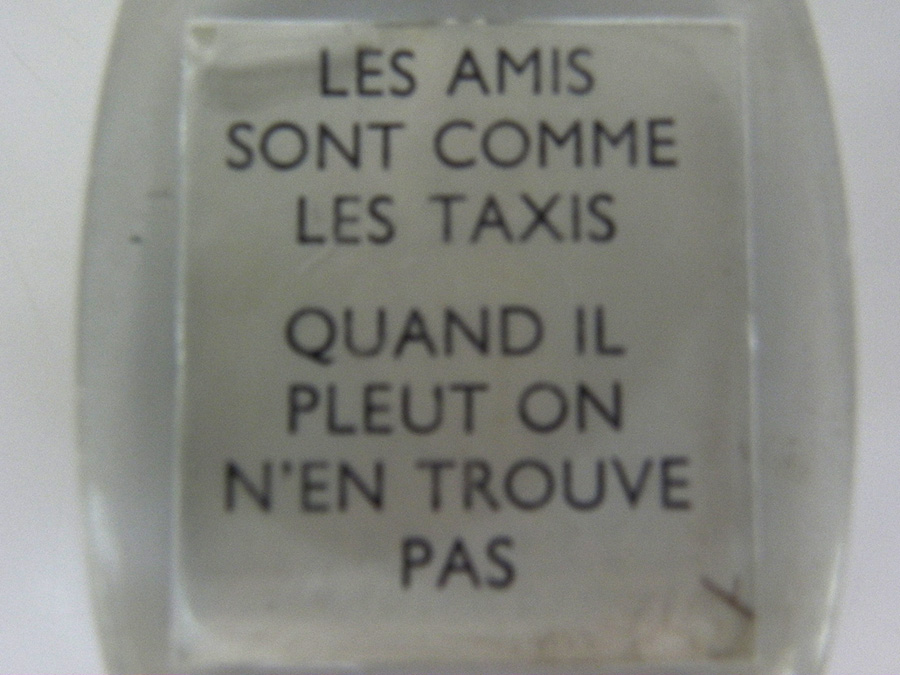 LES AMIS
SONT COMME
LES TAXIS
QUAND IL
PLEUT ON
N'EN TROUVE
PAS